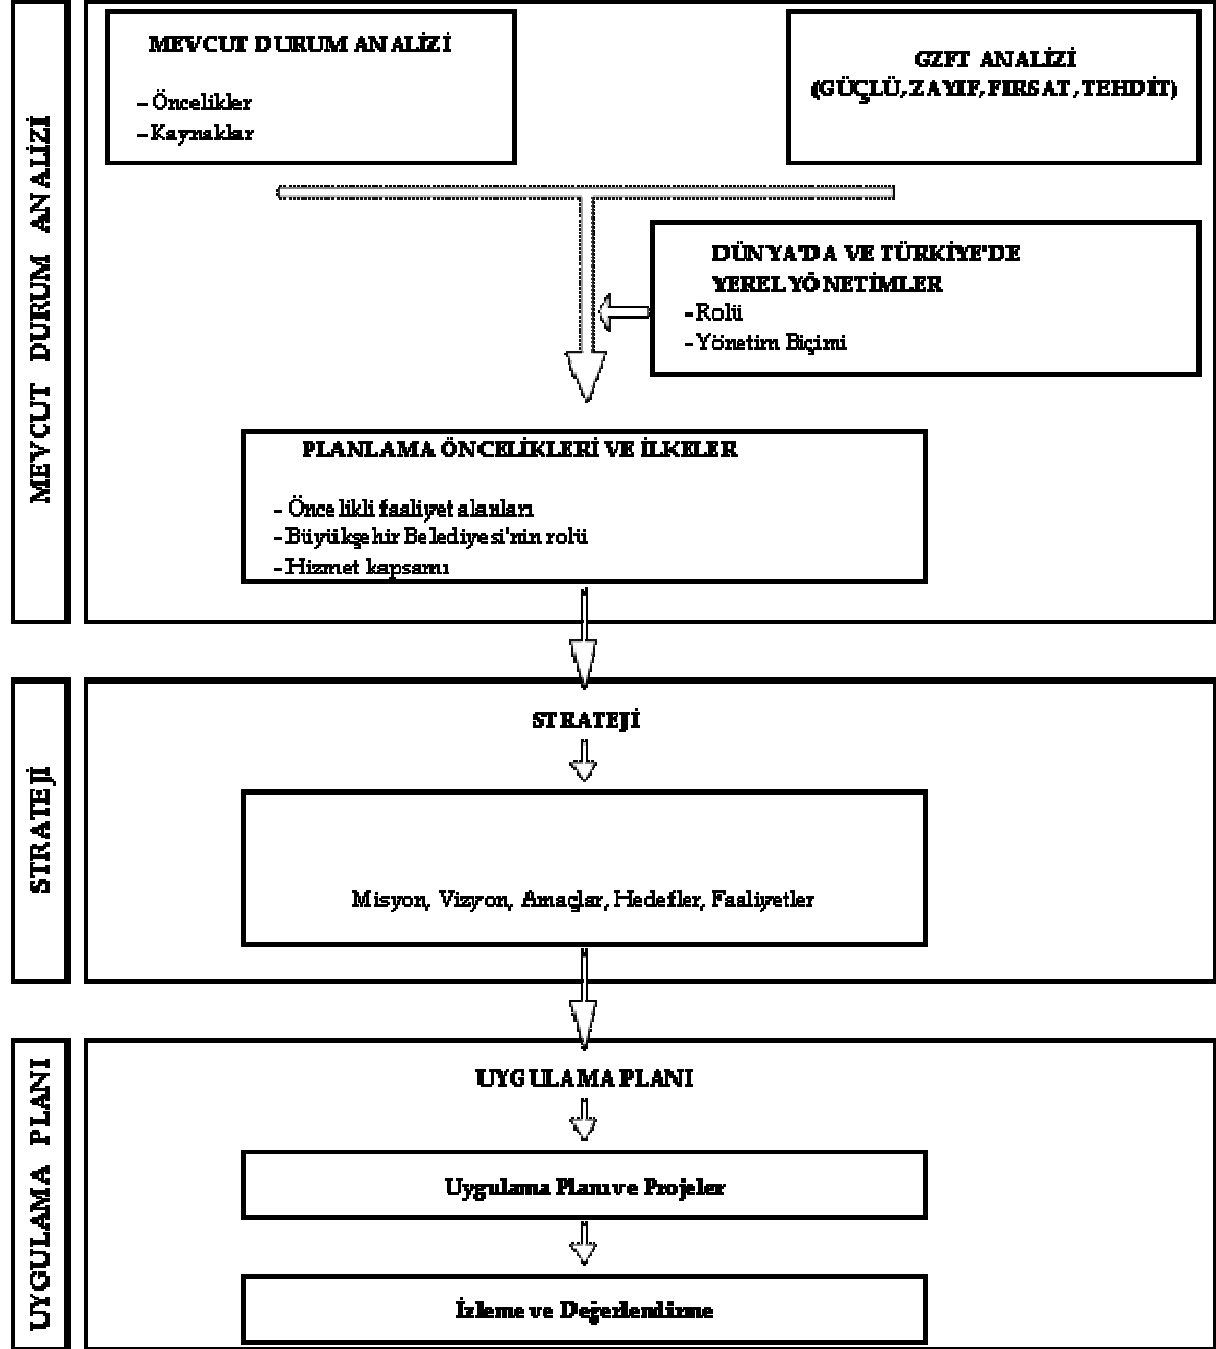 MEVCUT DURUM ANALİZİ
MEVCUT DURUM ANALİZİ
- Öncelikler
- Kaynaklar
GZFT ANALİZİ
(GÜÇLÜ, ZAYIF, FIRSAT, TEHDİT)
DÜNYA'DA VE TÜRKİYE'DE
YEREL YÖNETİMLER
- Rolü
- Yönetim Biçimi
PLANLAMA ÖNCELİKLERİ VE İLKELER
- Öncelikli faaliyet alanları
- Büyükşehir Belediyesi'nin rolü
- Hizmet kapsamı
STRATEJİ
STRATEJİ
Misyon, Vizyon, Amaçlar, Hedefler, Faaliyetler
UYGULAMA PLANI
UYGULAMA PLANI
Uygulama Planı ve Projeler
İzleme ve Değerlendirme